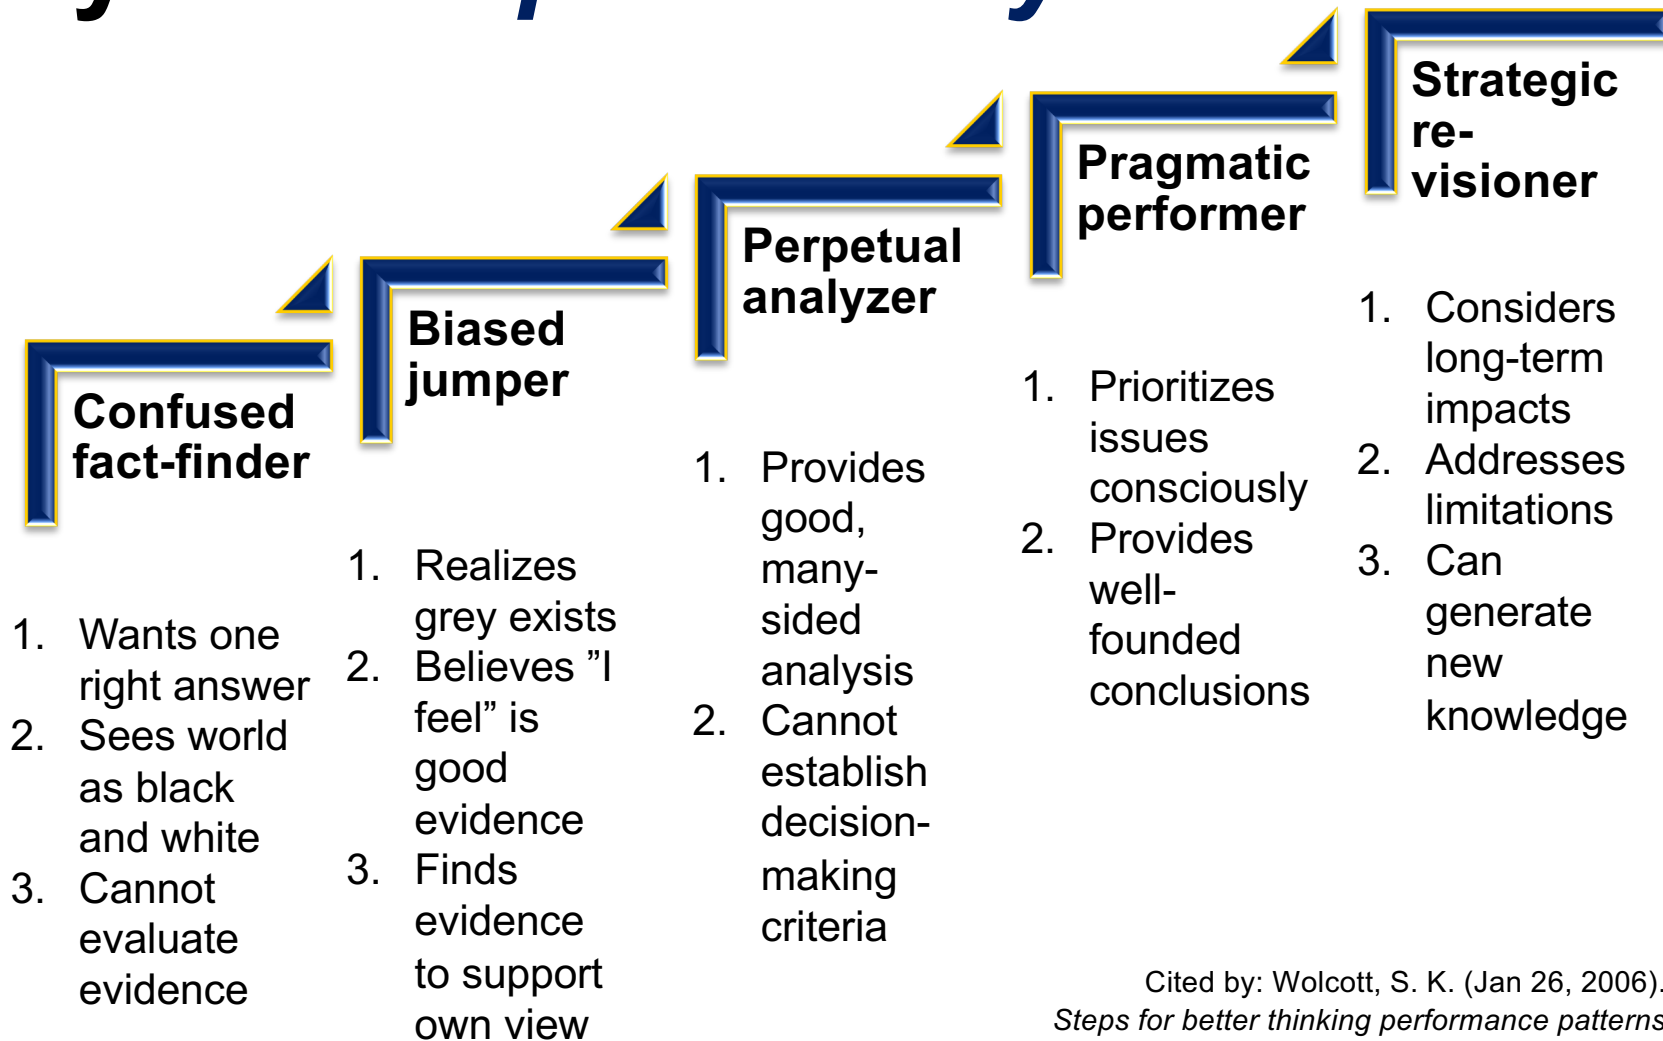 Confused
fact-finder
1. Wants one
right answer
2. Sees world
as black
and white
3. Cannot
evaluate
evidence
Biased
jumper
1. Realizes
grey exists
2. Believes ”I
feel” is
good
evidence
3. Finds
evidence
to support
own view
Perpetual
analyzer
1. Provides
good,
many-
sided
analysis
2. Cannot
establish
decision-
making
criteria
Pragmatic
performer
1. Prioritizes
issues
consciously
2. Provides
well-
founded
conclusions
Strategic
re-
visioner
1. Considers
long-term
impacts
2. Addresses
limitations
3. Can
generate
new
knowledge
Cited by: Wolcott, S. K. (Jan 26, 2006).
Steps for better thinking performance patterns